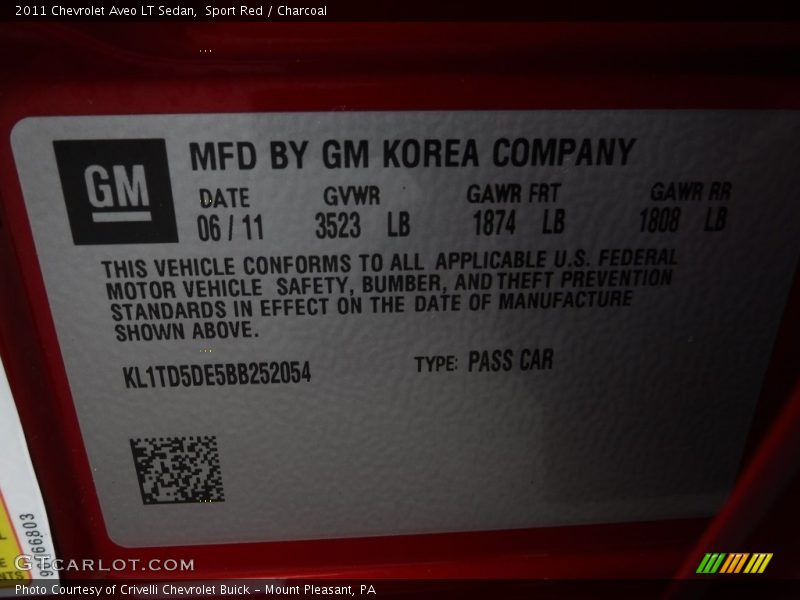 2011 Chevrolet Aveo LT Sedan, Sport Red / Charcoal
GM
MFD BY GM KOREA COMPANY
DATE GVWR GAWR FRT GAWR RR
06 / 11 3523 LB 1874 LB 1808 LB
THIS VEHICLE CONFORMS TO ALL APPLICABLE U.S. FEDERAL
MOTOR VEHICLE SAFETY, BUMPER, AND THEFT PREVENTION
STANDARDS IN EFFECT ON THE DATE OF MANUFACTURE
SHOWN ABOVE.
KL1TD5DE5BB252054 TYPE: PASS CAR
GTCARLOT.COM
Photo Courtesy of Crivelli Chevrolet Buick - Mount Pleasant, PA